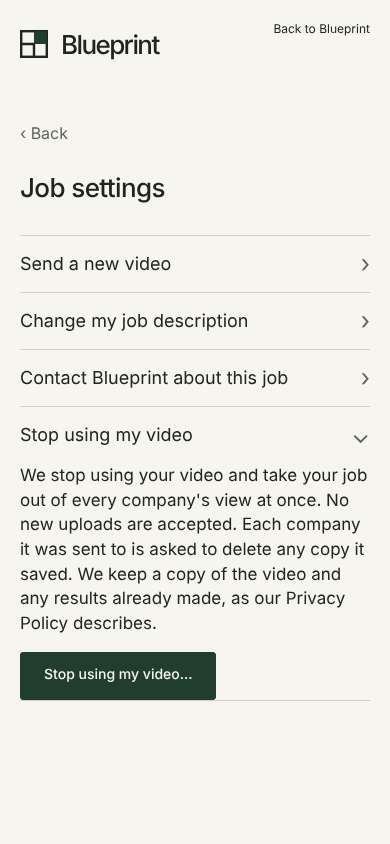 Blueprint
Back to Blueprint
‹ Back
Job settings
Send a new video
Change my job description
Contact Blueprint about this job
Stop using my video
We stop using your video and take your job
out of every company's view at once. No
new uploads are accepted. Each company
it was sent to is asked to delete any copy it
saved. We keep a copy of the video and
any results already made, as our Privacy
Policy describes.
Stop using my video...